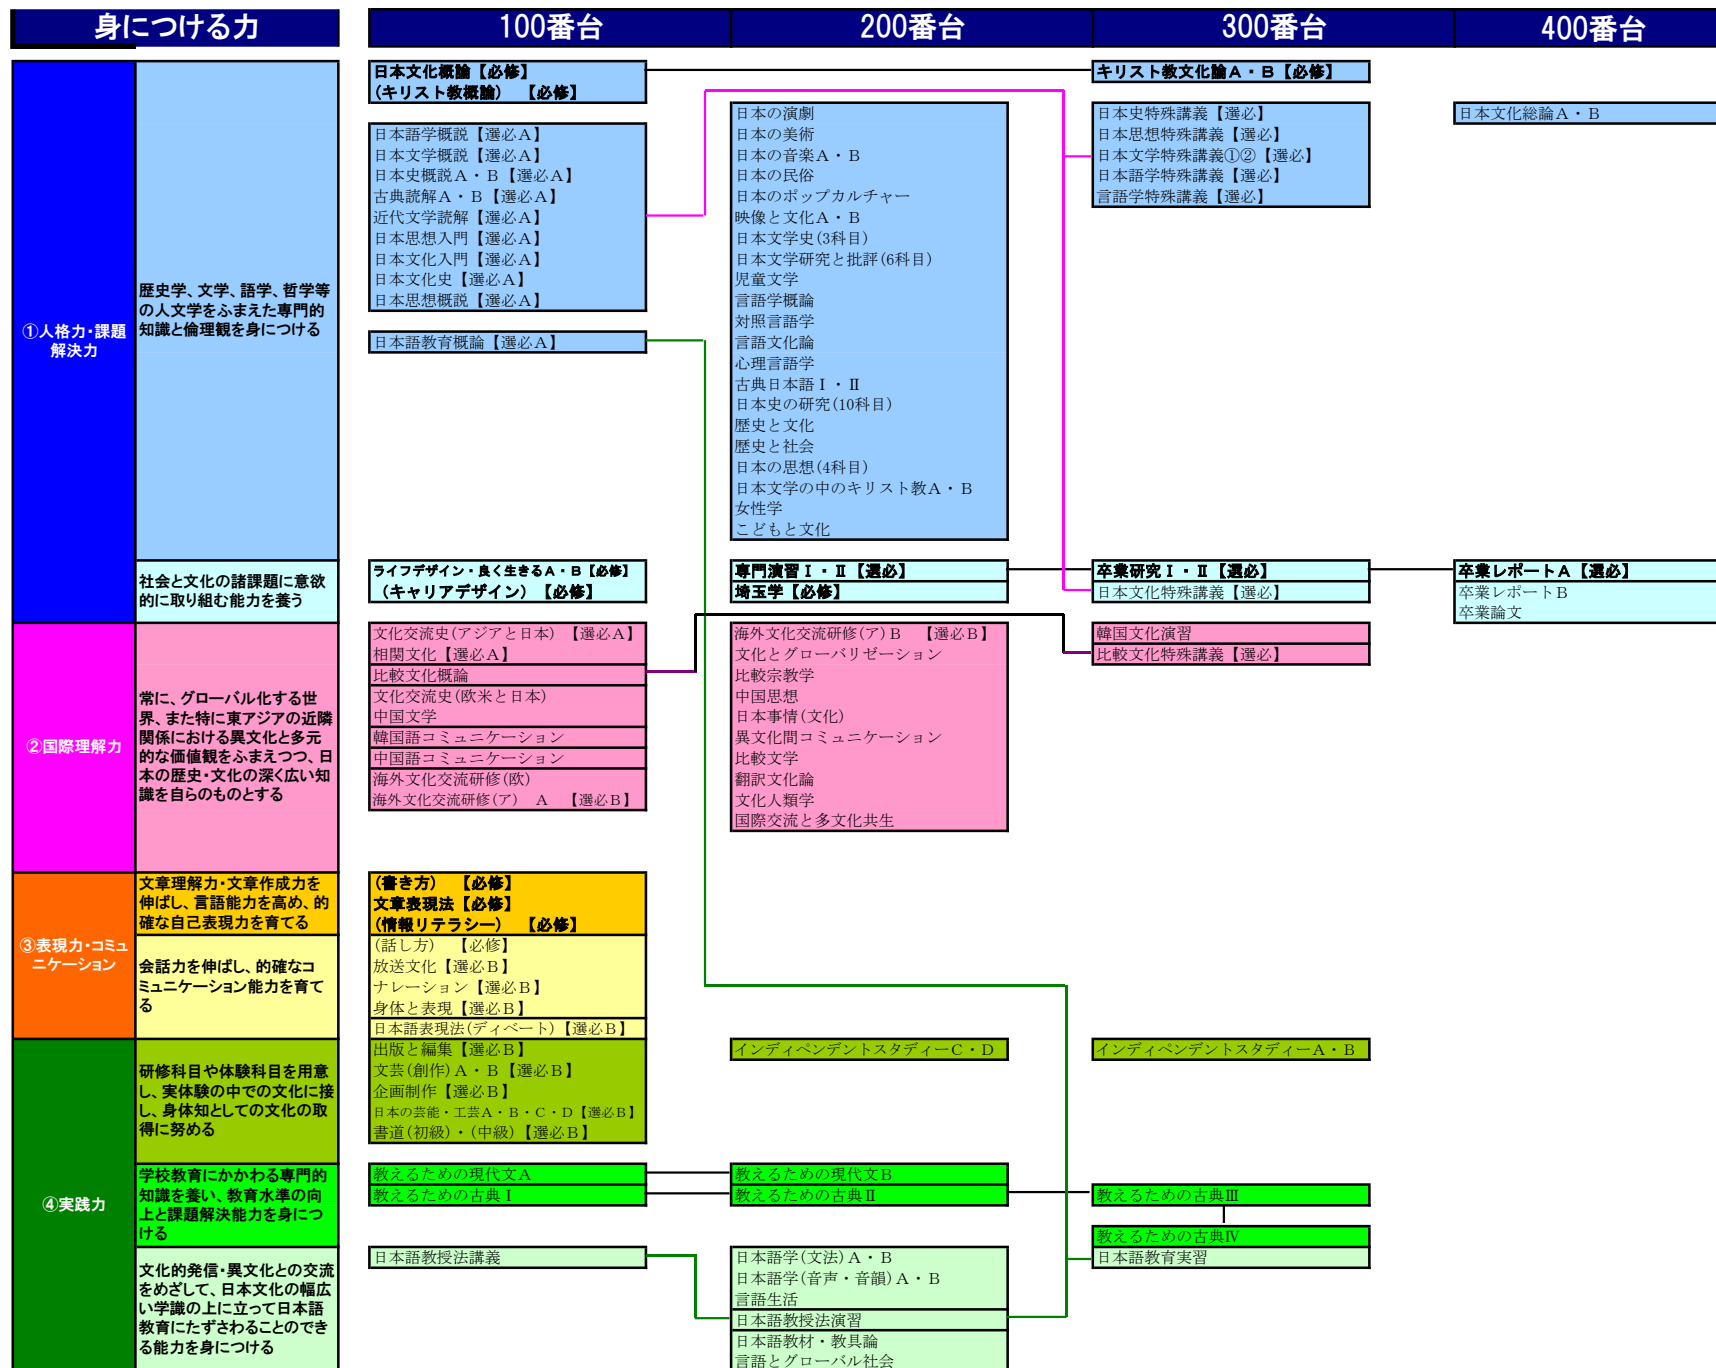 身につける力
100番台
200番台
300番台
400番台
①人格力・課題
解決力
歴史学、文学、語学、哲学等
の人文学をふまえた専門的
知識と倫理観を身につける
日本文化概論【必修】
(キリスト教概論)　【必修】
日本語学概説【選必A】
日本文学概説【選必A】
日本史概説A・B【選必A】
古典読解A・B【選必A】
近代文学読解【選必A】
日本思想入門【選必A】
日本文化入門【選必A】
日本文化史【選必A】
日本思想概説【選必A】
日本語教育概論【選必A】
日本の演劇
日本の美術
日本の音楽A・B
日本の民俗
日本のポップカルチャー
映像と文化A・B
日本文学史(3科目)
日本文学研究と批評(6科目)
児童文学
言語学概論
対照言語学
言語文化論
心理言語学
古典日本語Ⅰ・Ⅱ
日本史の研究(10科目)
歴史と文化
歴史と社会
日本の思想(4科目)
日本文学の中のキリスト教A・B
女性学
こどもと文化
キリスト教文化論A・B【必修】
日本史特殊講義【選必】
日本思想特殊講義【選必】
日本文学特殊講義①②【選必】
日本語学特殊講義【選必】
言語学特殊講義【選必】
日本文化総論A・B
社会と文化の諸課題に意欲
的に取り組む能力を養う
ライフデザイン・良く生きるA・B【必修】
(キャリアデザイン)　【必修】
専門演習Ⅰ・Ⅱ【選必】
埼玉学【必修】
卒業研究Ⅰ・Ⅱ【選必】
日本文化特殊講義【選必】
卒業レポートA【選必】
卒業レポートB
卒業論文
②国際理解力
常に、グローバル化する世
界、また特に東アジアの近隣
関係における異文化と多元
的な価値観をふまえつつ、日
本の歴史・文化の深く広い知
識を自らのものとする
文化交流史(アジアと日本)　【選必A】
相関文化【選必A】
比較文化概論
文化交流史(欧米と日本)
中国文学
韓国語コミュニケーション
中国語コミュニケーション
海外文化交流研修(欧)
海外文化交流研修(ア)　A　【選必B】
海外文化交流研修(ア)B　【選必B】
文化とグローバリゼーション
比較宗教学
中国思想
日本事情(文化)
異文化間コミュニケーション
比較文学
翻訳文化論
文化人類学
国際交流と多文化共生
韓国文化演習
比較文化特殊講義【選必】
③表現力・コミュ
ニケーション
文章理解力・文章作成力を
伸ばし、言語能力を高め、的
確な自己表現力を育てる
(書き方)　【必修】
文章表現法【必修】
(情報リテラシー)　【必修】
会話力を伸ばし、的確なコ
ミュニケーション能力を育て
る
(話し方)　【必修】
放送文化【選必B】
ナレーション【選必B】
身体と表現【選必B】
日本語表現法(ディベート)【選必B】
④実践力
研修科目や体験科目を用意
し、実体験の中での文化に接
し、身体知としての文化の取
得に努める
出版と編集【選必B】
文芸(創作)A・B【選必B】
企画制作【選必B】
日本の芸能・工芸A・B・C・D【選必B】
書道(初級)・(中級)【選必B】
インディペンデントスタディーC・D
インディペンデントスタディーA・B
学校教育にかかわる専門的
知識を養い、教育水準の向
上と課題解決能力を身につ
ける
教えるための現代文A
教えるための古典Ⅰ
教えるための現代文B
教えるための古典Ⅱ
教えるための古典Ⅲ
教えるための古典Ⅳ
文化的発信・異文化との交流
をめざして、日本文化の幅広
い学識の上に立って日本語
教育にたずさわることのでき
る能力を身につける
日本語教授法講義
日本語学(文法)A・B
日本語学(音声・音韻)A・B
言語生活
日本語教授法演習
日本語教材・教具論
言語とグローバル社会
日本語教育実習